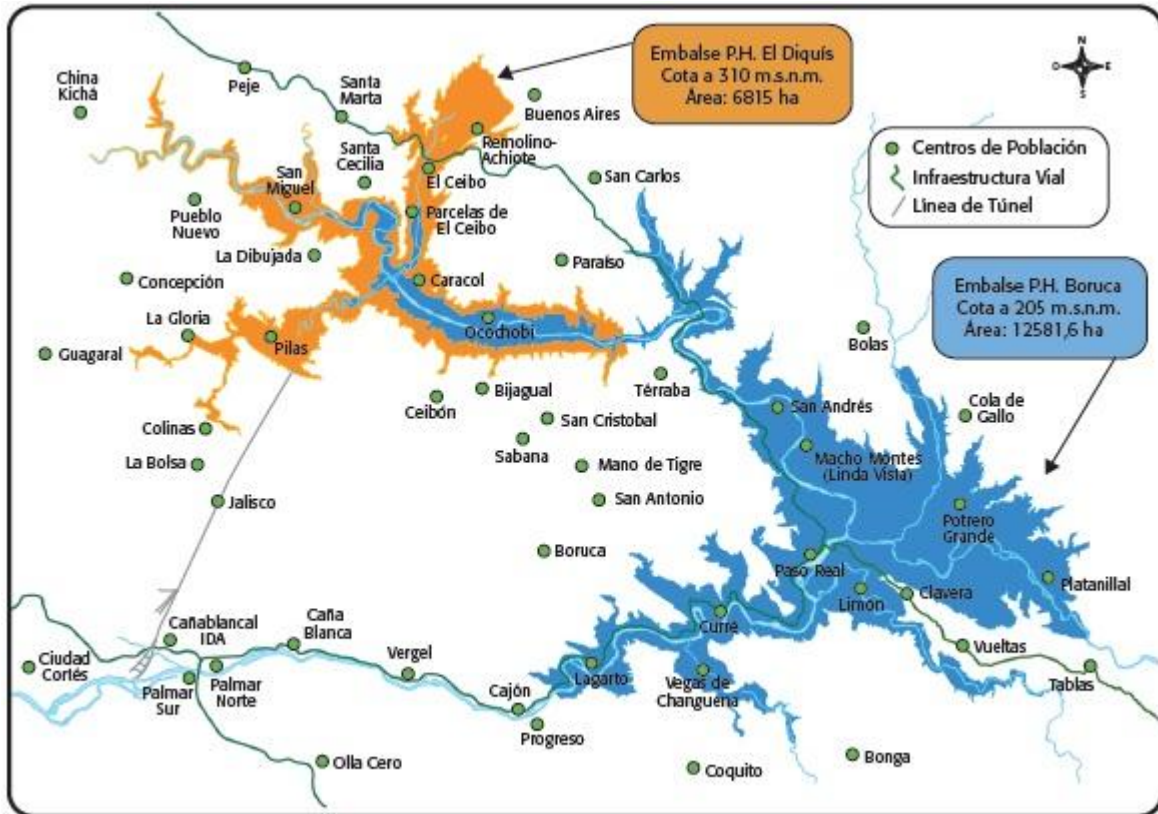 Embalse P.H. El Diquís
Cota a 310 m.s.n.m.
Área: 6815 ha
N
O
E
S
China
Kichá
Peje
Santa
Marta
Buenos Aires
Remolino-
Achiote
Centros de Población
Infraestructura Vial
Línea de Túnel
Santa
Cecilia
San
Miguel
El Ceibo
San Carlos
Pueblo
Nuevo
Parcelas de
El Ceibo
La Dibujada
Paraíso
Concepción
Caracol
Embalse P.H. Boruca
Cota a 205 m.s.n.m.
Área: 12581,6 ha
La Gloria
Ocochobi
Pilas
Guagaral
Bolas
Térraba
Bijagual
Ceibón
San Andrés
Cola de
Gallo
San Cristobal
Colinas
Sabana
Macho Montes
(Linda Vista)
La Bolsa
Mano de Tigre
Jalisco
San Antonio
Potrero
Grande
Boruca
Paso Real
Platanillal
Limón
Clavera
Curré
Cañablancal
IDA
Caña
Blanca
Vueltas
Ciudad
Cortés
Palmar
Sur
Palmar
Norte
Vergel
Lagarto
Vegas de
Changuena
Tablas
Cajón
Progreso
Olla Cero
Coquito
Bonga